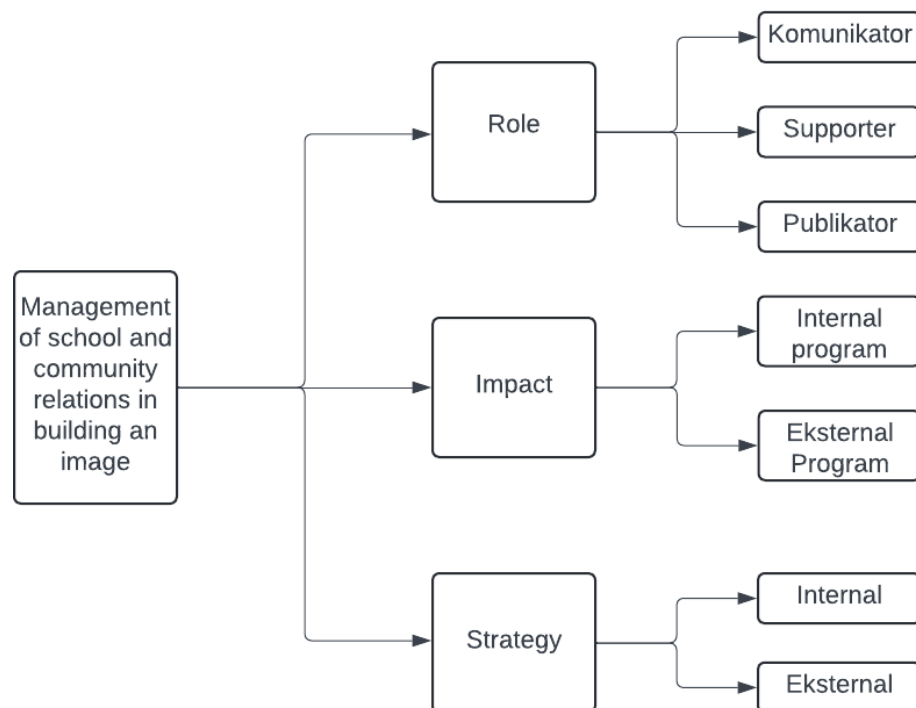 Management
of school and
community
relations in
building an
image
Role
Komunikator
Supporter
Publikator
Impact
Internal
program
Eksternal
Program
Strategy
Internal
Eksternal